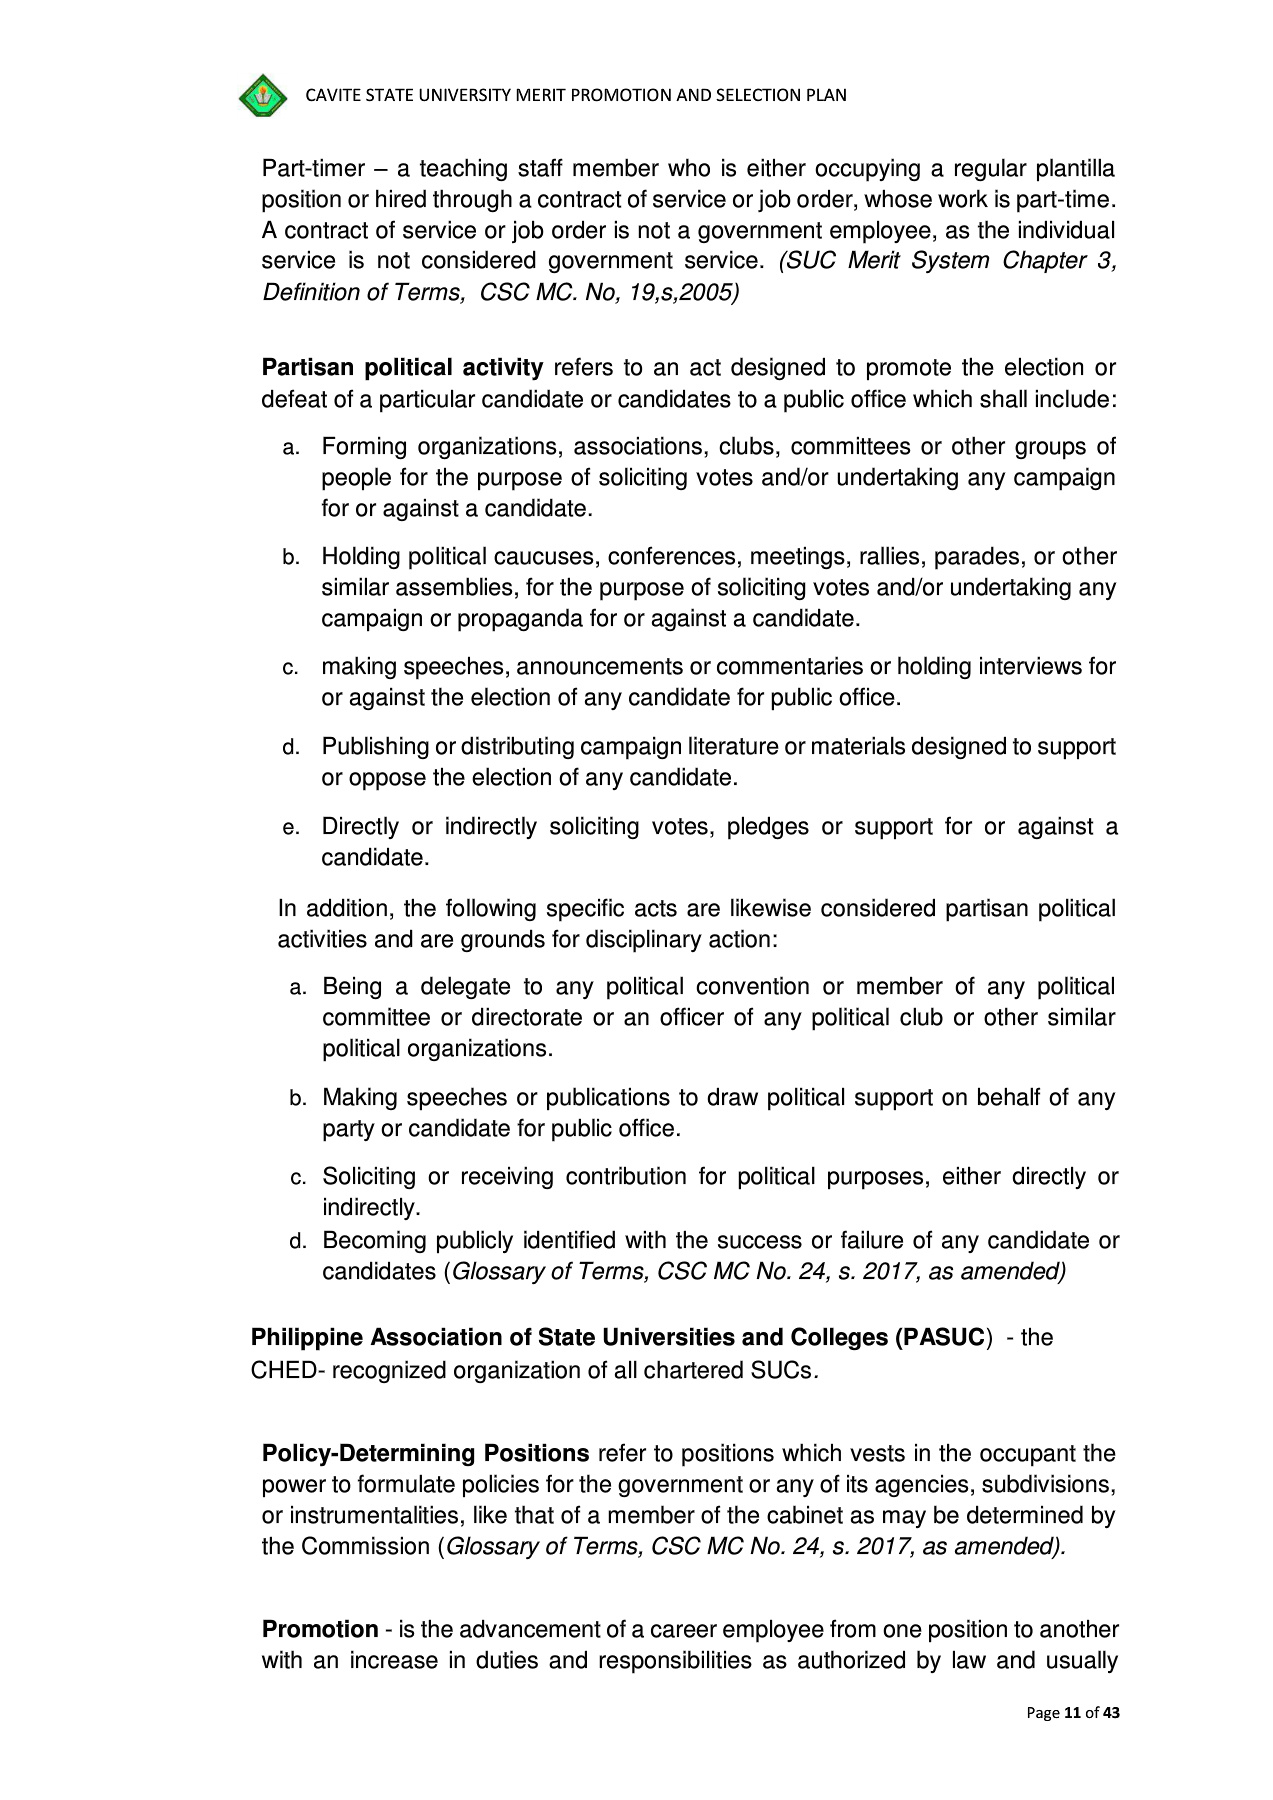 CAVITE STATE UNIVERSITY MERIT PROMOTION AND SELECTION PLAN
Part-timer – a teaching staff member who is either occupying a regular plantilla
position or hired through a contract of service or job order, whose work is part-time.
A contract of service or job order is not a government employee, as the individual
service is not considered government service. (SUC Merit System Chapter 3,
Definition of Terms, CSC MC. No, 19,s,2005)
Partisan political activity refers to an act designed to promote the election or
defeat of a particular candidate or candidates to a public office which shall include:
a. Forming organizations, associations, clubs, committees or other groups of
people for the purpose of soliciting votes and/or undertaking any campaign
for or against a candidate.
b. Holding political caucuses, conferences, meetings, rallies, parades, or other
similar assemblies, for the purpose of soliciting votes and/or undertaking any
campaign or propaganda for or against a candidate.
c. making speeches, announcements or commentaries or holding interviews for
or against the election of any candidate for public office.
d. Publishing or distributing campaign literature or materials designed to support
or oppose the election of any candidate.
e. Directly or indirectly soliciting votes, pledges or support for or against a
candidate.
In addition, the following specific acts are likewise considered partisan political
activities and are grounds for disciplinary action:
a. Being a delegate to any political convention or member of any political
committee or directorate or an officer of any political club or other similar
political organizations.
b. Making speeches or publications to draw political support on behalf of any
party or candidate for public office.
c. Soliciting or receiving contribution for political purposes, either directly or
indirectly.
d. Becoming publicly identified with the success or failure of any candidate or
candidates (Glossary of Terms, CSC MC No. 24, s. 2017, as amended)
Philippine Association of State Universities and Colleges (PASUC) - the
CHED- recognized organization of all chartered SUCs.
Policy-Determining Positions refer to positions which vests in the occupant the
power to formulate policies for the government or any of its agencies, subdivisions,
or instrumentalities, like that of a member of the cabinet as may be determined by
the Commission (Glossary of Terms, CSC MC No. 24, s. 2017, as amended).
Promotion - is the advancement of a career employee from one position to another
with an increase in duties and responsibilities as authorized by law and usually
Page 11 of 43